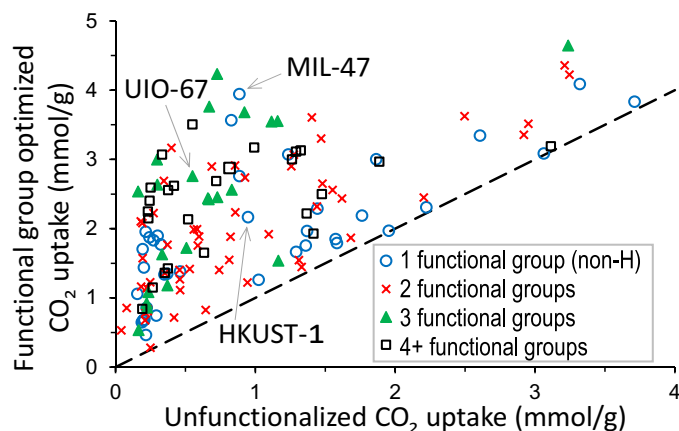 Functional group optimized
CO₂ uptake (mmol/g)
5
4
3
2
1
0
MIL-47
UIO-67
HKUST-1
1 functional group (non-H)
2 functional groups
3 functional groups
4+ functional groups
0
1
2
3
4
Unfunctionalized CO₂ uptake (mmol/g)